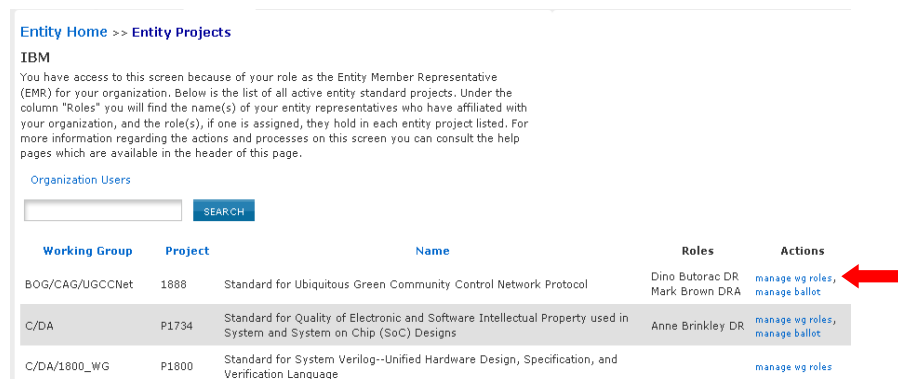 Entity Home >> Entity Projects
IBM
You have access to this screen because of your role as the Entity Member Representative
(EMR) for your organization. Below is the list of all active entity standard projects. Under the
column "Roles" you will find the name(s) of your entity representatives who have affiliated with
your organization, and the role(s), if one is assigned, they hold in each entity project listed. For
more information regarding the actions and processes on this screen you can consult the help
pages which are available in the header of this page.
Organization Users
SEARCH
Working Group Project Name Roles Actions
BOG/CAG/UGCCNet 1888 Standard for Ubiquitous Green Community Control Network Protocol Dino Butorac DR manage wg roles,
Mark Brown DRA manage ballot
C/DA P1734 Standard for Quality of Electronic and Software Intellectual Property used in Anne Brinkley DR manage wg roles,
System and System on Chip (SoC) Designs manage ballot
C/DA/1800_WG P1800 Standard for System Verilog--Unified Hardware Design, Specification, and manage wg roles
Verification Language